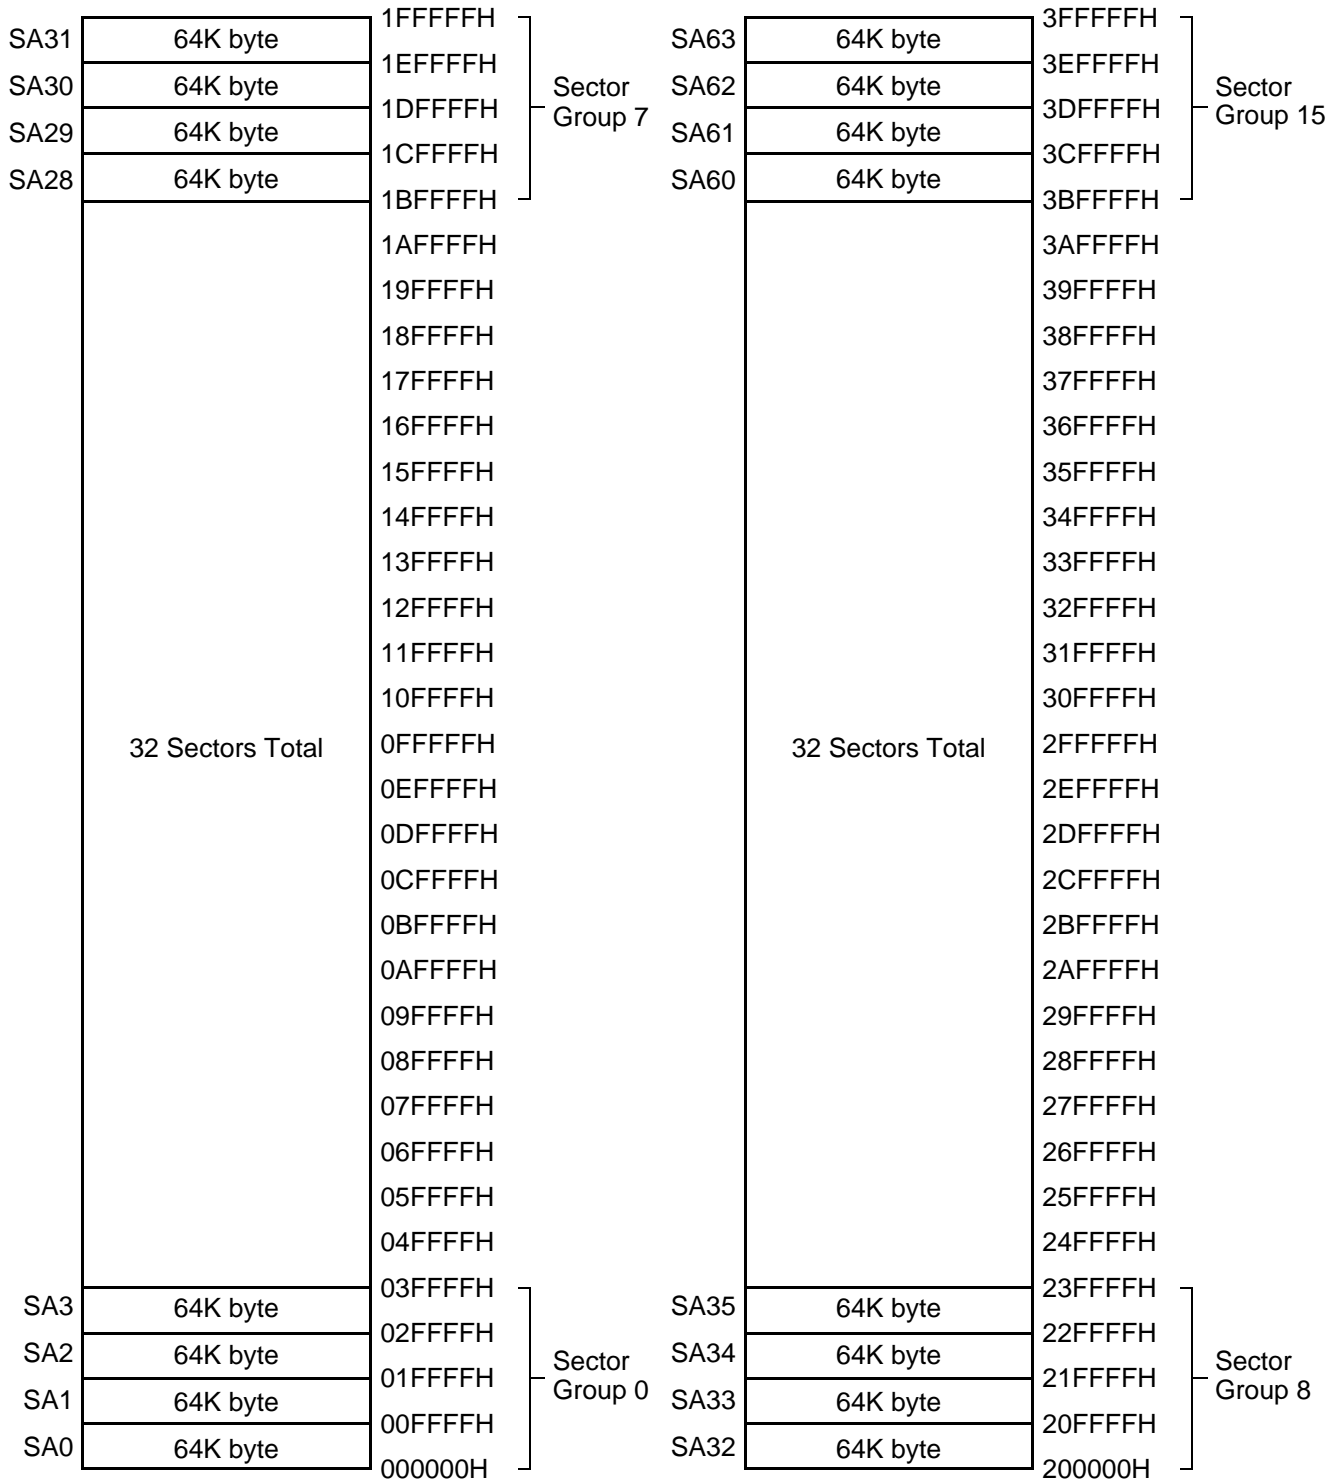 1FFFFFH
SA31 64K byte
1EFFFFH
SA30 64K byte
1DFFFFH
SA29 64K byte
1CFFFFH
SA28 64K byte
1BFFFFH
Sector
Group 7
1AFFFFH
19FFFFH
18FFFFH
17FFFFH
16FFFFH
15FFFFH
14FFFFH
13FFFFH
12FFFFH
11FFFFH
10FFFFH
32 Sectors Total
0FFFFFH
0EFFFFH
0DFFFFH
0CFFFFH
0BFFFFH
0AFFFFH
09FFFFH
08FFFFH
07FFFFH
06FFFFH
05FFFFH
04FFFFH
03FFFFH
SA3 64K byte
02FFFFH
SA2 64K byte
01FFFFH
SA1 64K byte
00FFFFH
SA0 64K byte
000000H
Sector
Group 0
3FFFFFH
SA63 64K byte
3EFFFFH
SA62 64K byte
3DFFFFH
SA61 64K byte
3CFFFFH
SA60 64K byte
3BFFFFH
Sector
Group 15
3AFFFFH
39FFFFH
38FFFFH
37FFFFH
36FFFFH
35FFFFH
34FFFFH
33FFFFH
32FFFFH
31FFFFH
30FFFFH
32 Sectors Total
2FFFFFH
2EFFFFH
2DFFFFH
2CFFFFH
2BFFFFH
2AFFFFH
29FFFFH
28FFFFH
27FFFFH
26FFFFH
25FFFFH
24FFFFH
23FFFFH
SA35 64K byte
22FFFFH
SA34 64K byte
21FFFFH
SA33 64K byte
20FFFFH
SA32 64K byte
200000H
Sector
Group 8